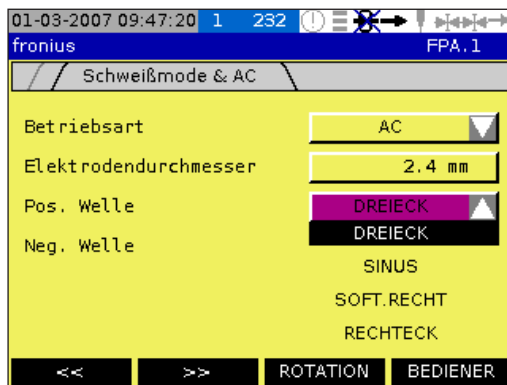 01-03-2007 09:47:20 1 232
fronius FPA.1
Schweißmode & AC
Betriebsart AC
Elektrodendurchmesser 2.4 mm
Pos. Welle DREIECK
DREIECK
Neg. Welle
SINUS
SOFT.RECHT
RECHTECK
<< >> ROTATION BEDIENER